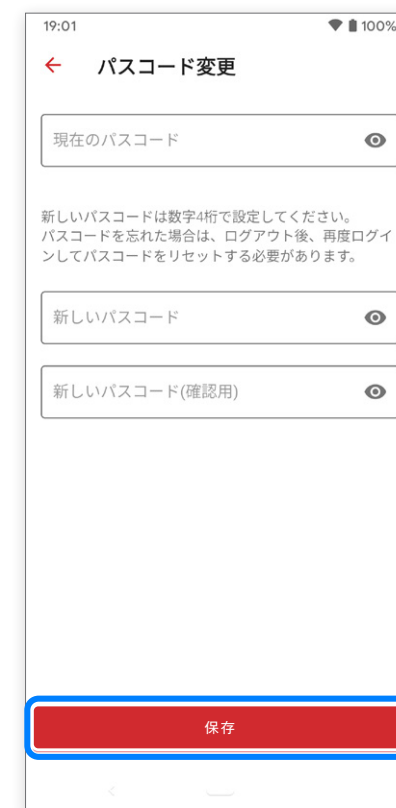 19:01 100%
パスコード変更
現在のパスコード
新しいパスコードは数字4桁で設定してください。
パスコードを忘れた場合は、ログアウト後、再度ログイ
ンしてパスコードをリセットする必要があります。
新しいパスコード
新しいパスコード(確認用)
保存